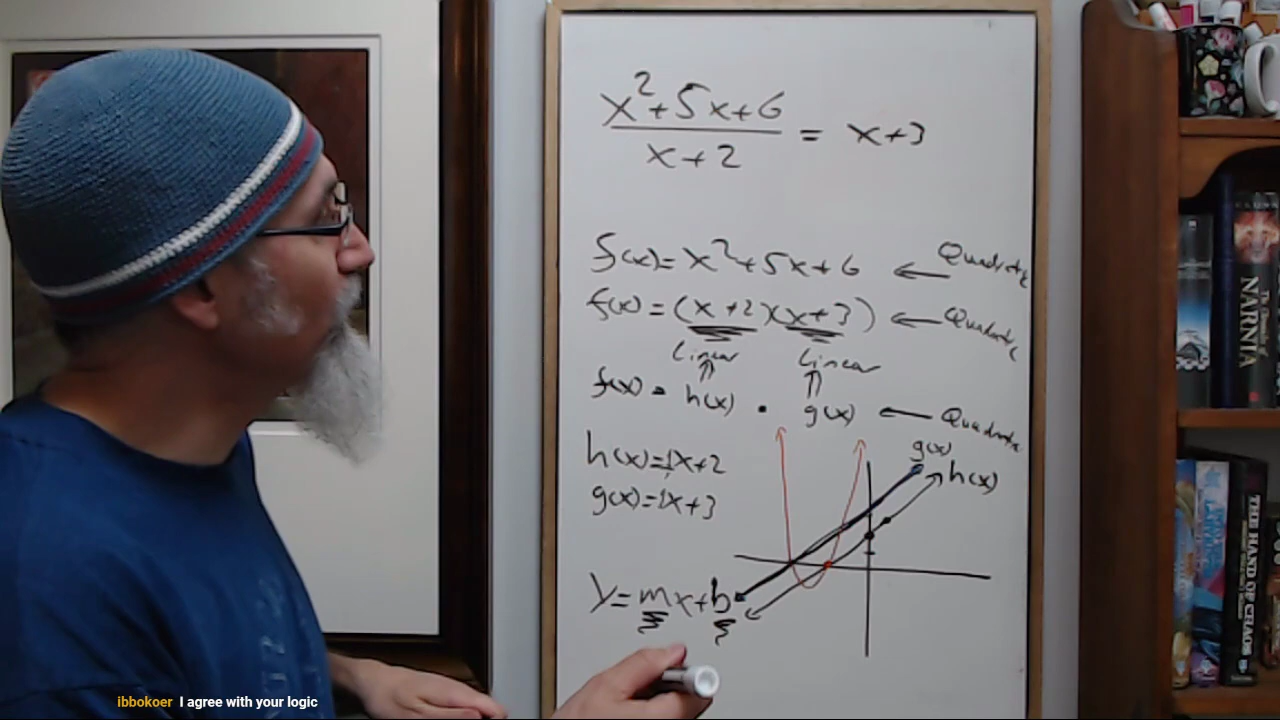 x²+5x+6
x+2
= x+3
f(x)= x²+5x+6 ← Quadratic
f(x) = (x+2)(x+3) ← Quadratic
Linear Linear
f(x) = h(x) • g(x) ← Quadratic
h(x)=1x+2
g(x)=1x+3
g(x)
h(x)
y=mx+b
NARNIA
THE HAND OF CHAOS
ibbokoer I agree with your logic